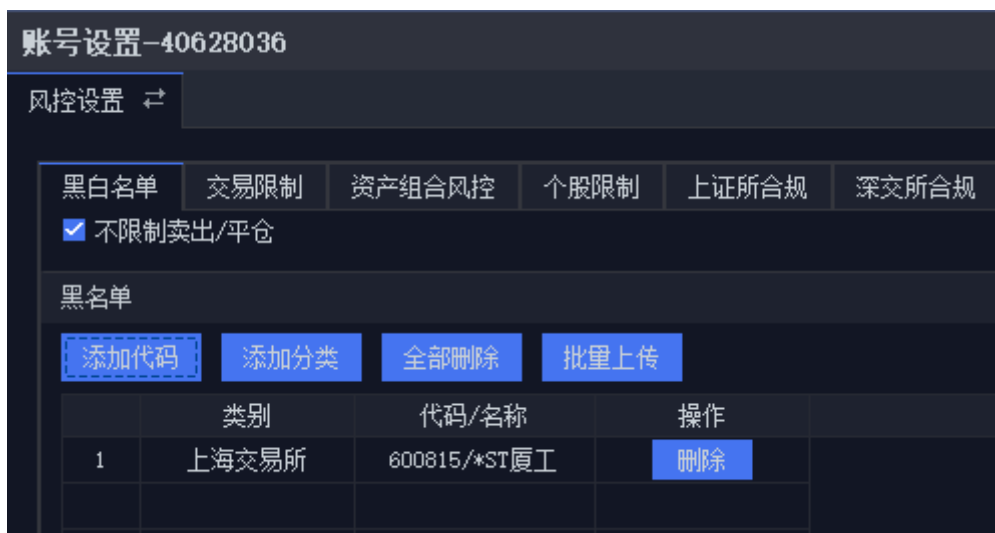 账号设置-40628036
风控设置
黑白名单 交易限制 资产组合风控 个股限制 上证所合规 深交所合规
不限制卖出/平仓
黑名单
添加代码 添加分类 全部删除 批量上传
类别 代码/名称 操作
1 上海交易所 600815/*ST厦工 删除